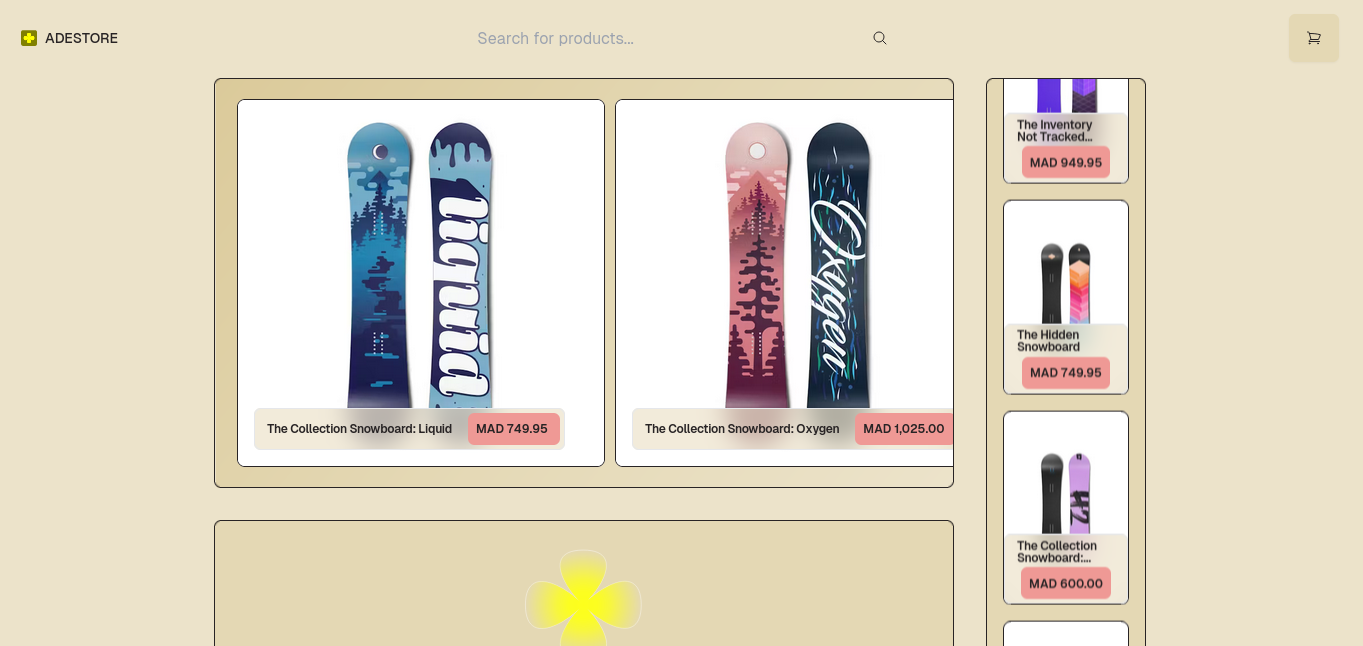 ADESTORE
Search for products...
liquid
The Collection Snowboard: Liquid
MAD 749.95
Oxygen
The Collection Snowboard: Oxygen
MAD 1,025.00
The Inventory
Not Tracked...
MAD 949.95
The Hidden
Snowboard
MAD 749.95
The Collection
Snowboard:...
MAD 600.00